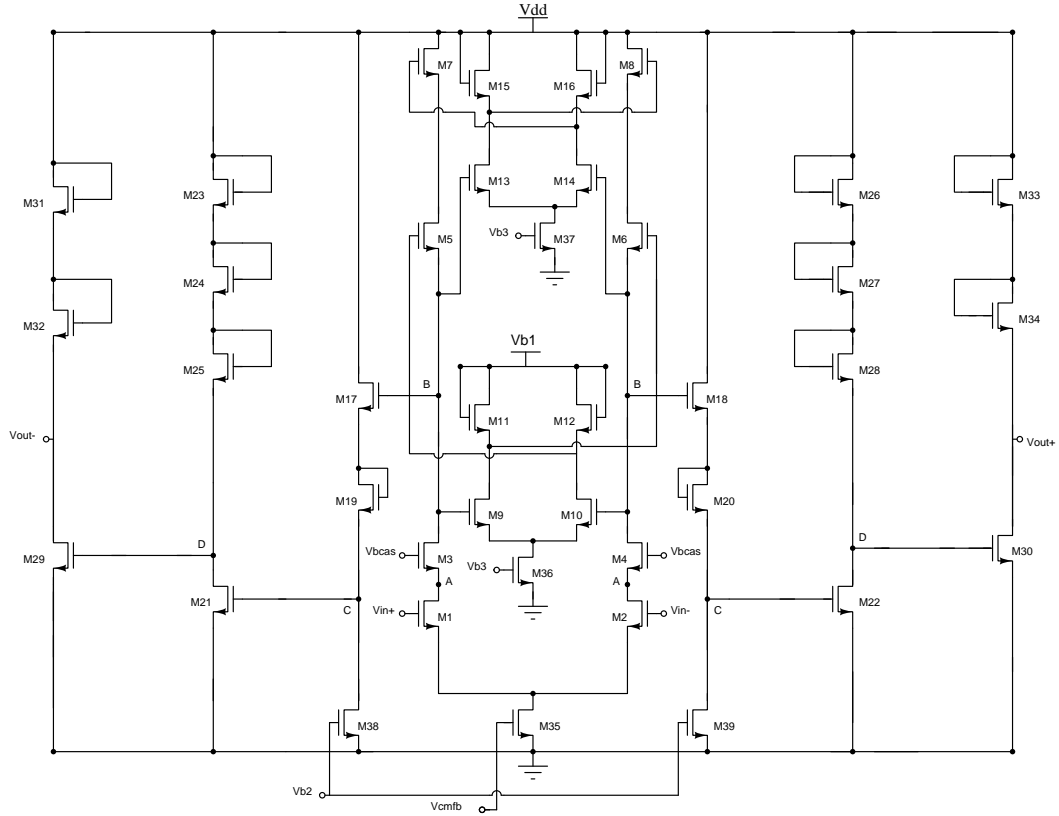 Vdd
M7
M8
M15
M16
M13
M14
M23
M26
M31
M33
M5
M6
Vb3
M37
M24
M27
M32
M34
Vb1
M25
M28
B
B
M17
M18
M11
M12
Vout-
Vout+
M19
M20
M9
M10
D
D
M29
M30
Vbcas
M3
M4
Vbcas
Vb3
M36
A
A
M21
M22
C
C
Vin+
M1
M2
Vin-
M38
M35
M39
Vb2
Vcmfb